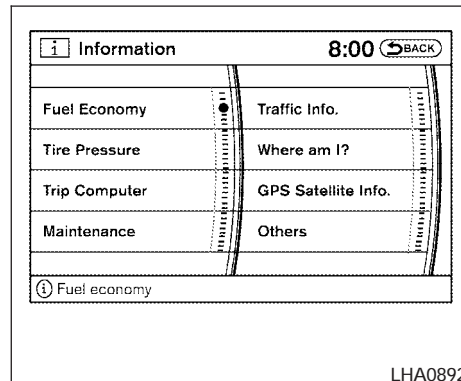 i Information 8:00 BACK
Fuel Economy Traffic Info.
Tire Pressure Where am I?
Trip Computer GPS Satellite Info.
Maintenance Others
i Fuel economy
LHA0892